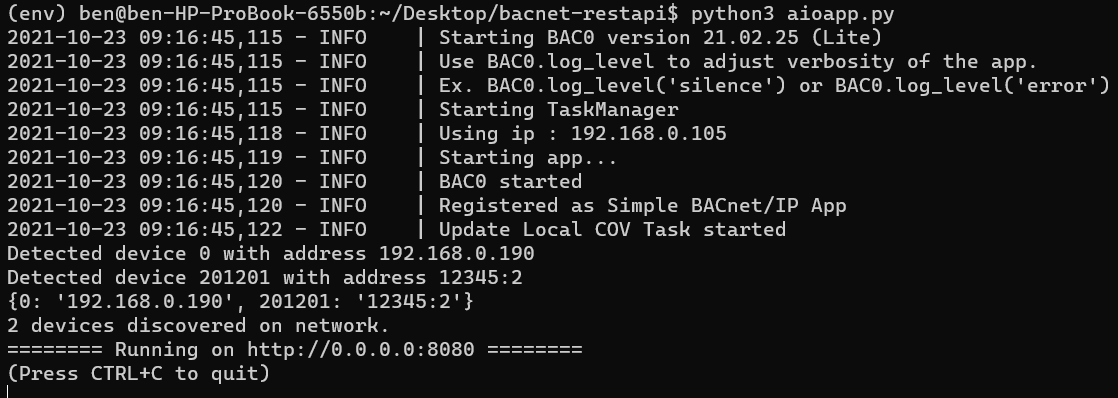 (env) ben@ben-HP-ProBook-6550b:~/Desktop/bacnet-restapi$ python3 aioapp.py
2021-10-23 09:16:45,115 - INFO    | Starting BAC0 version 21.02.25 (Lite)
2021-10-23 09:16:45,115 - INFO    | Use BAC0.log_level to adjust verbosity of the app.
2021-10-23 09:16:45,115 - INFO    | Ex. BAC0.log_level('silence') or BAC0.log_level('error')
2021-10-23 09:16:45,115 - INFO    | Starting TaskManager
2021-10-23 09:16:45,118 - INFO    | Using ip : 192.168.0.105
2021-10-23 09:16:45,119 - INFO    | Starting app...
2021-10-23 09:16:45,120 - INFO    | BAC0 started
2021-10-23 09:16:45,120 - INFO    | Registered as Simple BACnet/IP App
2021-10-23 09:16:45,122 - INFO    | Update Local COV Task started
Detected device 0 with address 192.168.0.190
Detected device 201201 with address 12345:2
{0: '192.168.0.190', 201201: '12345:2'}
2 devices discovered on network.
======== Running on http://0.0.0.0:8080 ========
(Press CTRL+C to quit)